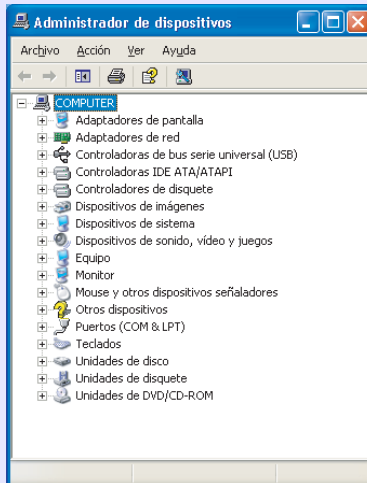 Administrador de dispositivos
Archivo Acción Ver Ayuda
COMPUTER
Adaptadores de pantalla
Adaptadores de red
Controladoras de bus serie universal (USB)
Controladoras IDE ATA/ATAPI
Controladores de disquete
Dispositivos de imágenes
Dispositivos de sistema
Dispositivos de sonido, vídeo y juegos
Equipo
Monitor
Mouse y otros dispositivos señaladores
Otros dispositivos
Puertos (COM & LPT)
Teclados
Unidades de disco
Unidades de disquete
Unidades de DVD/CD-ROM